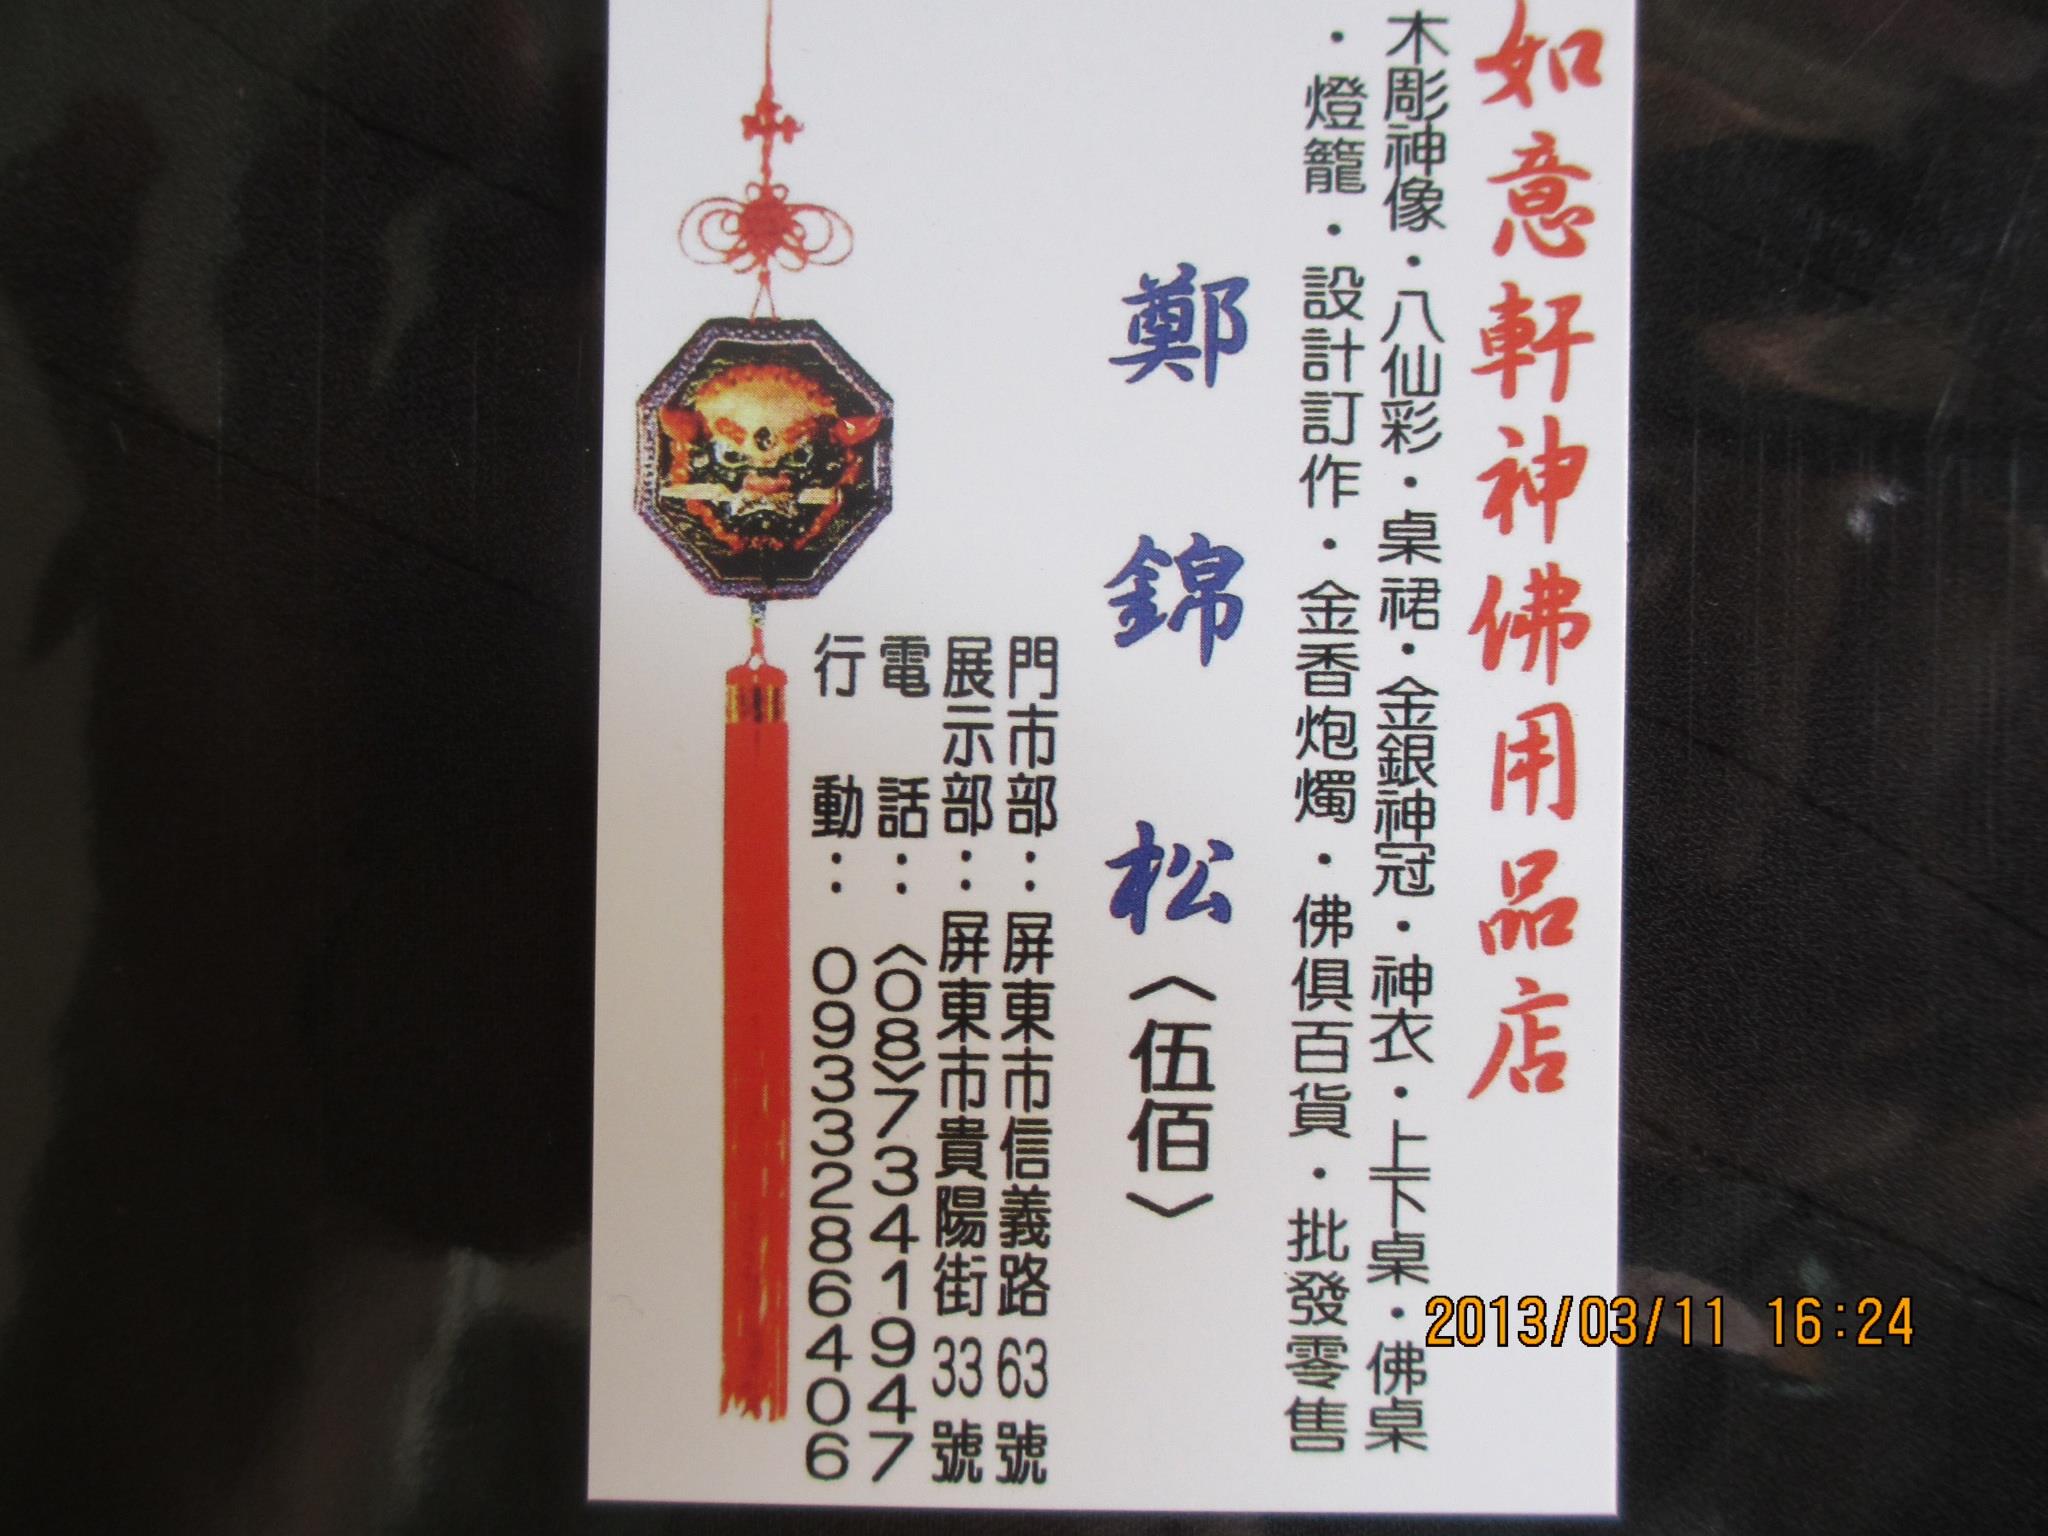 如意軒神佛用品店
木彫神像・八仙彩・桌裙・金銀神冠・神衣・上下桌・佛桌
・燈籠・設計訂作・金香炮燭・佛俱百貨・批發零售
鄭錦松〈伍佰〉
門市部：屏東市信義路63號
展示部：屏東市貴陽街33號
電話：〈08〉7341947
行動：0933286406
2013/03/11 16:24